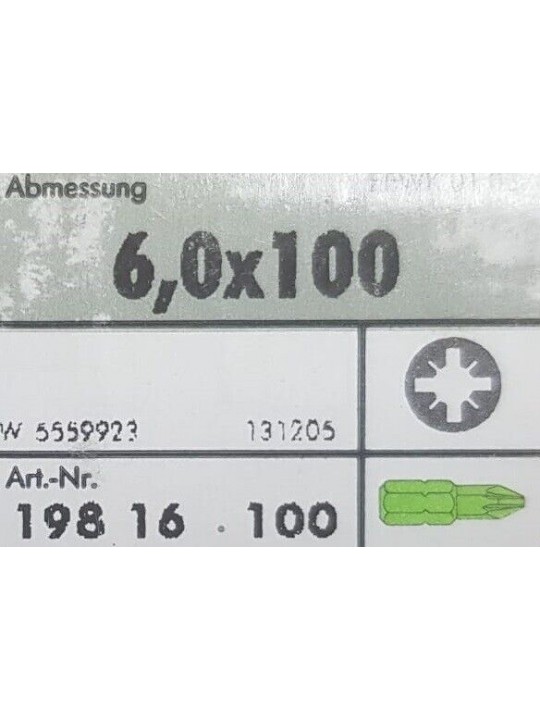 Abmessung
6,0x100
W 5559923 131205
Art.-Nr.
198 16 100